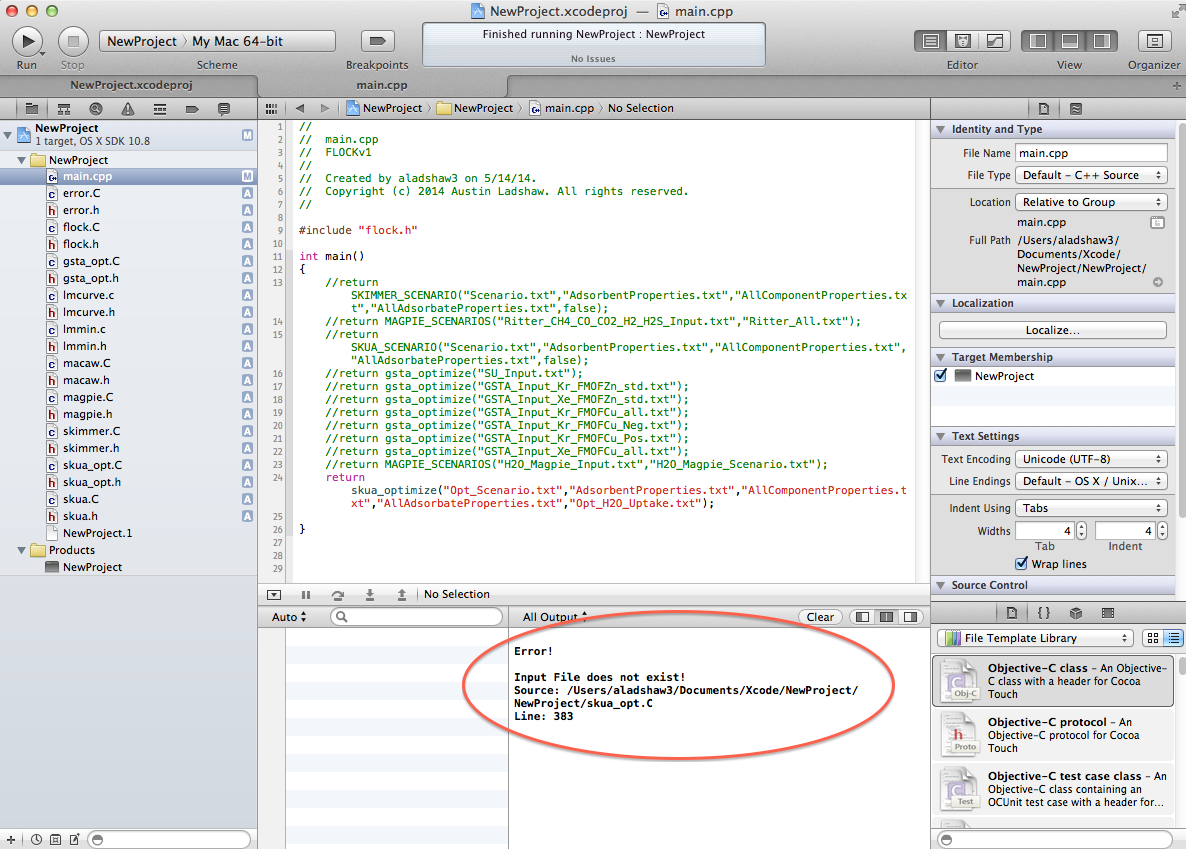 NewProject.xcodeproj — main.cpp
Run
Stop
NewProject
My Mac 64-bit
Scheme
Breakpoints
Finished running NewProject : NewProject
No Issues
Editor
View
Organizer
NewProject.xcodeproj
main.cpp
NewProject
1 target, OS X SDK 10.8
M
NewProject
main.cpp
M
error.C
A
error.h
A
flock.C
A
flock.h
A
gsta_opt.C
A
gsta_opt.h
A
lmcurve.c
A
lmcurve.h
A
lmmin.c
A
lmmin.h
A
macaw.C
A
macaw.h
A
magpie.C
A
magpie.h
A
skimmer.C
A
skimmer.h
A
skua_opt.C
A
skua_opt.h
A
skua.C
A
skua.h
A
NewProject.1
Products
NewProject
NewProject
NewProject
main.cpp
No Selection
1 //
2 //  main.cpp
3 //  FLOCKv1
4 //
5 //  Created by aladshaw3 on 5/14/14.
6 //  Copyright (c) 2014 Austin Ladshaw. All rights reserved.
7 //
8
9 #include "flock.h"
10
11 int main()
12 {
13 //return
SKIMMER_SCENARIO("Scenario.txt","AdsorbentProperties.txt","AllComponentProperties.tx
t","AllAdsorbateProperties.txt",false);
14 //return MAGPIE_SCENARIOS("Ritter_CH4_CO_CO2_H2_H2S_Input.txt","Ritter_All.txt");
15 //return
SKUA_SCENARIO("Scenario.txt","AdsorbentProperties.txt","AllComponentProperties.txt",
"AllAdsorbateProperties.txt",false);
16 //return gsta_optimize("SU_Input.txt");
17 //return gsta_optimize("GSTA_Input_Kr_FMOFZn_std.txt");
18 //return gsta_optimize("GSTA_Input_Xe_FMOFZn_std.txt");
19 //return gsta_optimize("GSTA_Input_Kr_FMOFCu_all.txt");
20 //return gsta_optimize("GSTA_Input_Kr_FMOFCu_Neg.txt");
21 //return gsta_optimize("GSTA_Input_Kr_FMOFCu_Pos.txt");
22 //return gsta_optimize("GSTA_Input_Xe_FMOFCu_all.txt");
23 //return MAGPIE_SCENARIOS("H2O_Magpie_Input.txt","H2O_Magpie_Scenario.txt");
24 return
skua_optimize("Opt_Scenario.txt","AdsorbentProperties.txt","AllComponentProperties.t
xt","AllAdsorbateProperties.txt","Opt_H2O_Uptake.txt");
25
26 }
27
28
29
No Selection
Auto
All Output
Clear
Error!
Input File does not exist!
Source: /Users/aladshaw3/Documents/Xcode/NewProject/
NewProject/skua_opt.C
Line: 383
Identity and Type
File Name main.cpp
File Type Default - C++ Source
Location Relative to Group
main.cpp
Full Path /Users/aladshaw3/
Documents/Xcode/
NewProject/NewProject/
main.cpp
Localization
Localize...
Target Membership
NewProject
Text Settings
Text Encoding Unicode (UTF-8)
Line Endings Default - OS X / Unix...
Indent Using Tabs
Widths 4 4
Tab Indent
Wrap lines
Source Control
{ }
File Template Library
Obj-C
Objective-C class - An Objective-
C class with a header for Cocoa
Touch
Proto
Objective-C protocol - An
Objective-C protocol for Cocoa
Touch
Test
Objective-C test case class - An
Objective-C class containing an
OCUnit test case with a header for...